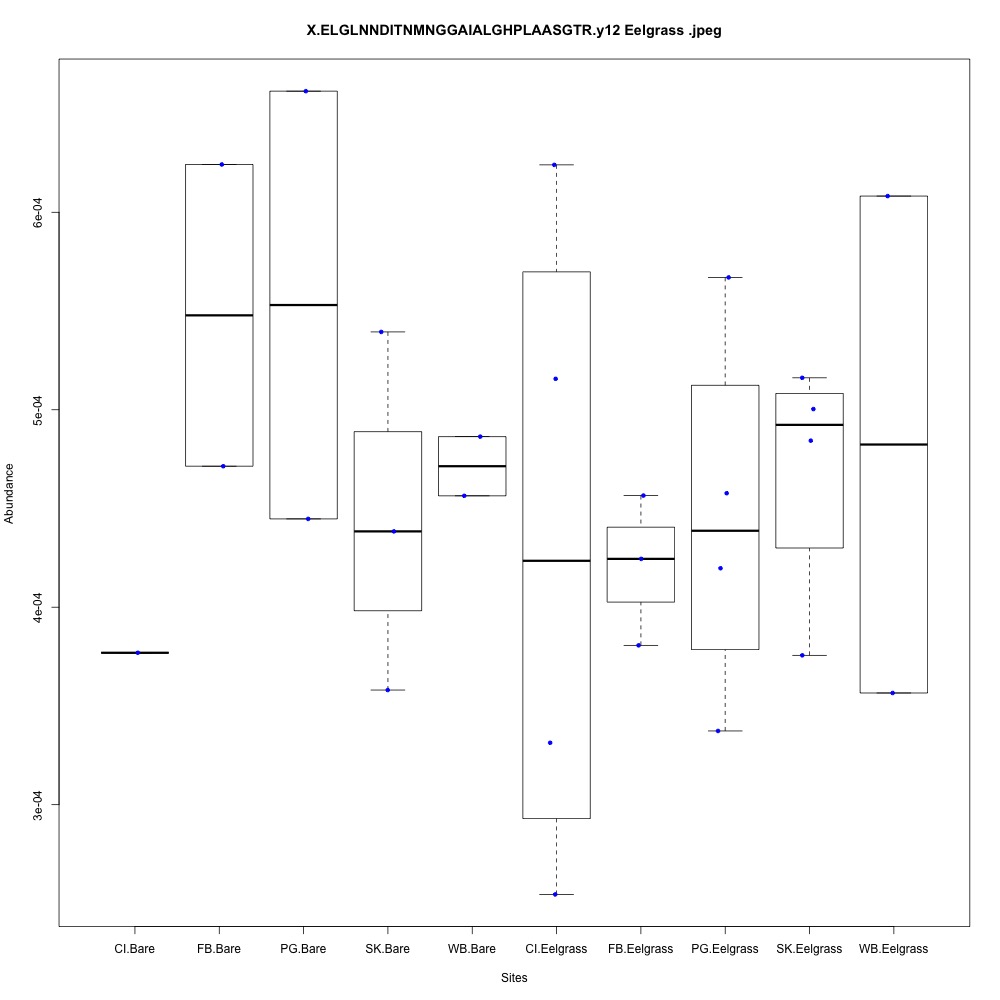 X.ELGLNNDITNMNGGAIALGHPLAASGTR.y12 Eelgrass .jpeg
6e-04
5e-04
4e-04
3e-04
Abundance
CI.Bare FB.Bare PG.Bare SK.Bare WB.Bare CI.Eelgrass FB.Eelgrass PG.Eelgrass SK.Eelgrass WB.Eelgrass
Sites